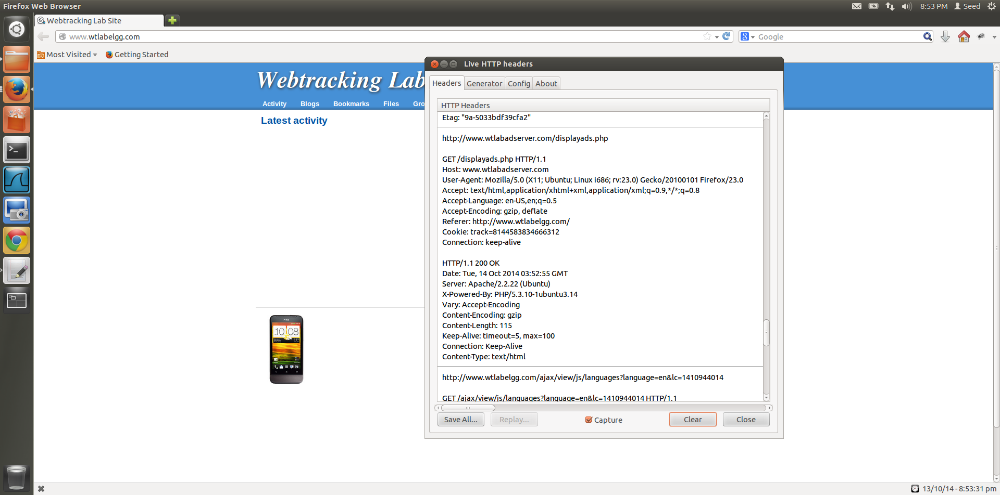 Firefox Web Browser
8:53 PM
Seed
Webtracking Lab Site
www.wtlabelgg.com
Google
Most Visited
Getting Started
Webtracking Lab
Activity
Blogs
Bookmarks
Files
Gro
Latest activity
10:08
Live HTTP headers
Headers
Generator
Config
About
HTTP Headers
Etag: "9a-5033bdf39cfa2"
http://www.wtlabadserver.com/displayads.php
GET /displayads.php HTTP/1.1
Host: www.wtlabadserver.com
User-Agent: Mozilla/5.0 (X11; Ubuntu; Linux i686; rv:23.0) Gecko/20100101 Firefox/23.0
Accept: text/html,application/xhtml+xml,application/xml;q=0.9,*/*;q=0.8
Accept-Language: en-US,en;q=0.5
Accept-Encoding: gzip, deflate
Referer: http://www.wtlabelgg.com/
Cookie: track=8144583834666312
Connection: keep-alive
HTTP/1.1 200 OK
Date: Tue, 14 Oct 2014 03:52:55 GMT
Server: Apache/2.2.22 (Ubuntu)
X-Powered-By: PHP/5.3.10-1ubuntu3.14
Vary: Accept-Encoding
Content-Encoding: gzip
Content-Length: 115
Keep-Alive: timeout=5, max=100
Connection: Keep-Alive
Content-Type: text/html
http://www.wtlabelgg.com/ajax/view/js/languages?language=en&lc=1410944014
GET /ajax/view/js/languages?language=en&lc=1410944014 HTTP/1.1
Save All...
Replay...
Capture
Clear
Close
13/10/14 - 8:53:31 pm